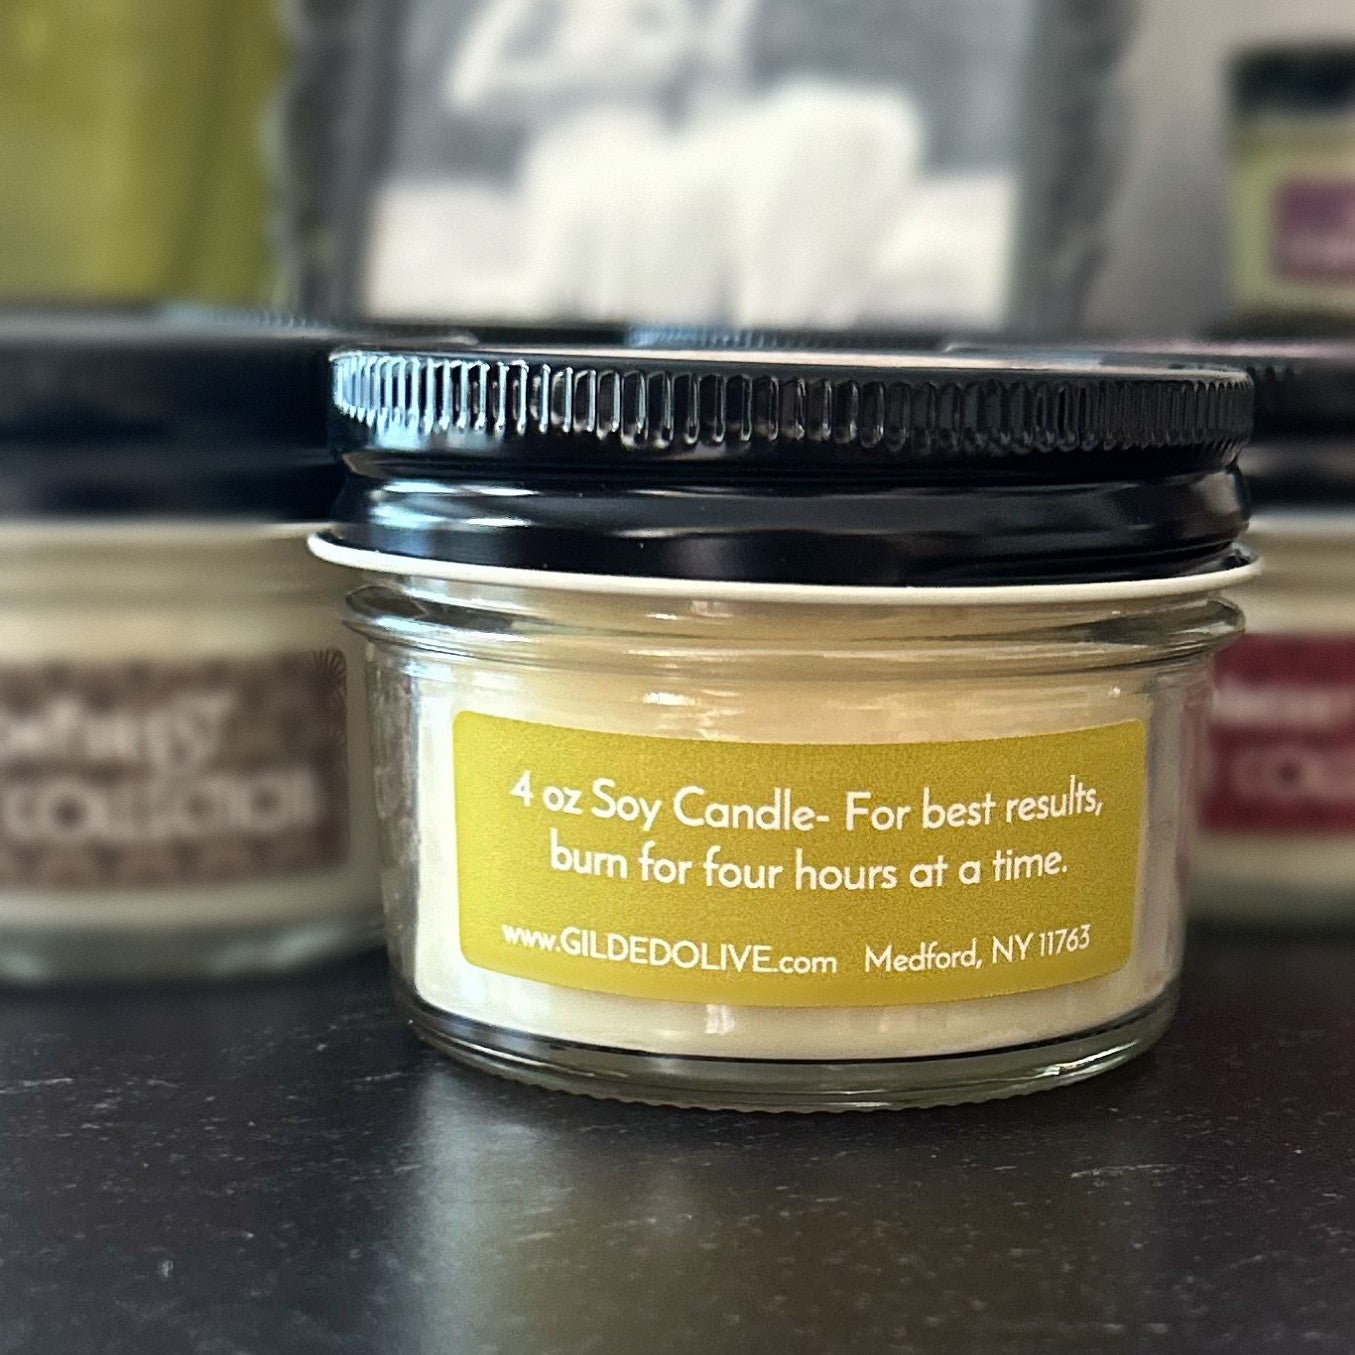 4 oz Soy Candle- For best results,
burn for four hours at a time.
www.GILDEDOLIVE.com Medford, NY 11763